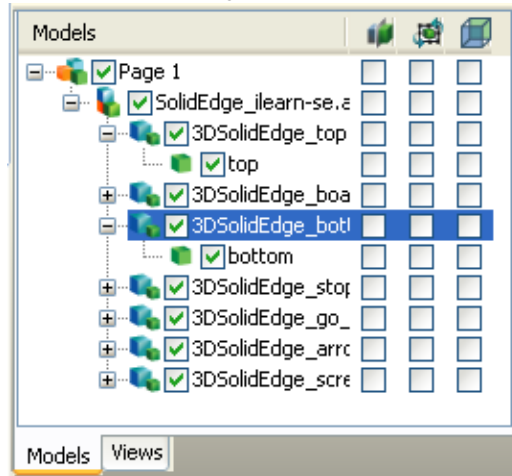 Models
Page 1
SolidEdge_ilearn-se.a
3DSolidEdge_top
top
3DSolidEdge_boa
3DSolidEdge_bot
bottom
3DSolidEdge_stop
3DSolidEdge_go_
3DSolidEdge_arro
3DSolidEdge_scre
Models Views